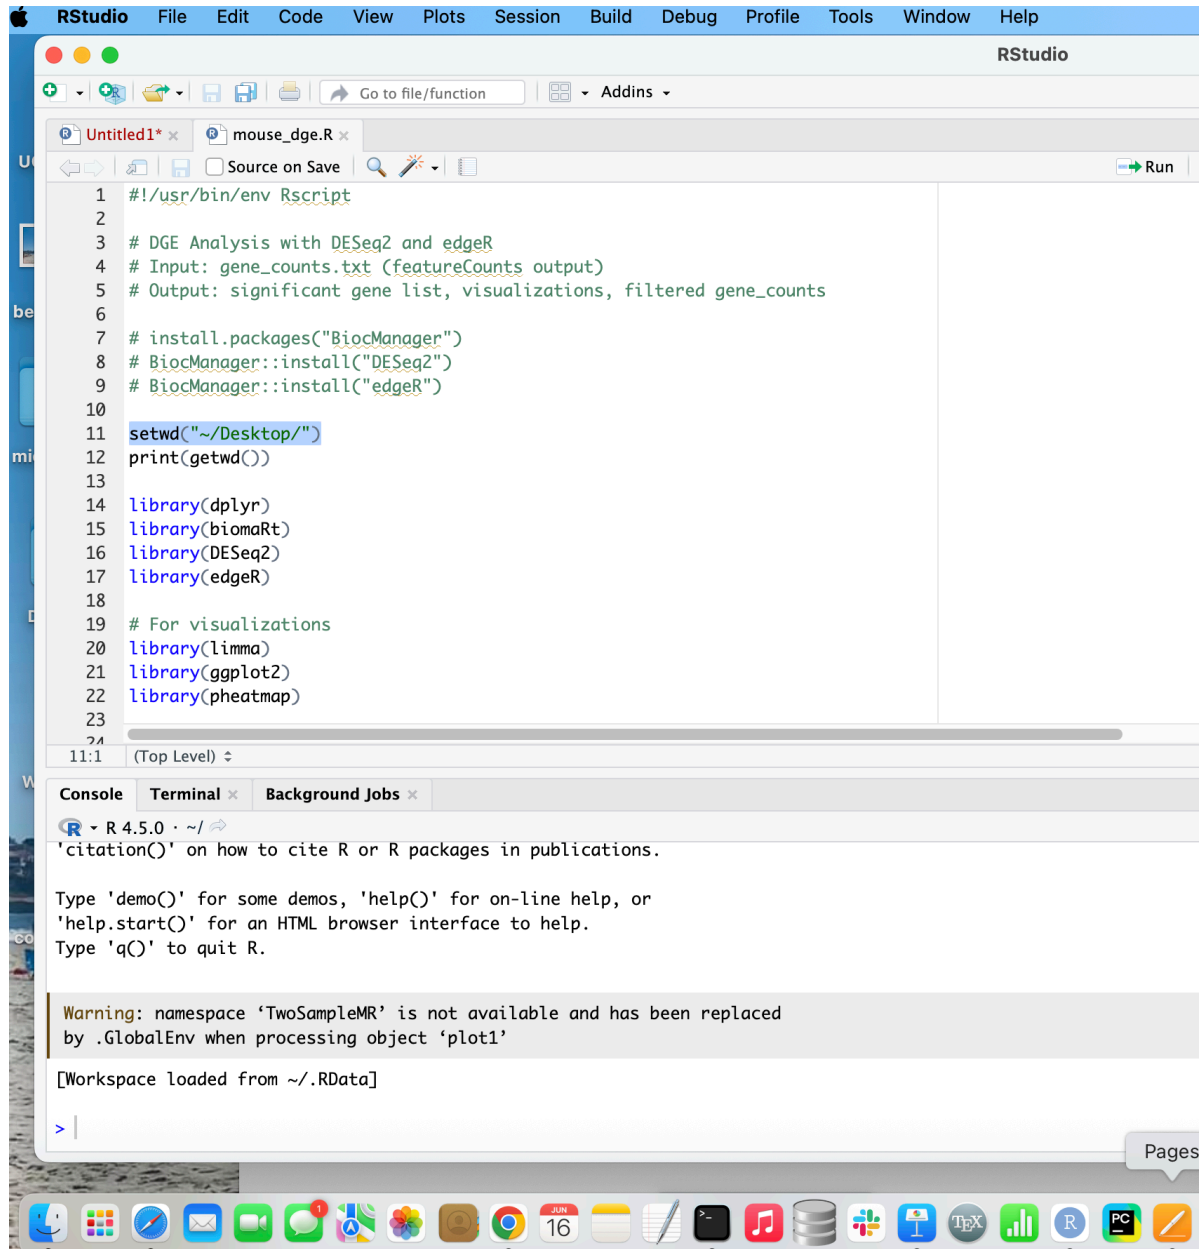 RStudio File Edit Code View Plots Session Build Debug Profile Tools Window Help
RStudio
Go to file/function Addins
Untitled1* mouse_dge.R
Source on Save Run
1 #!/usr/bin/env Rscript
2
3 # DGE Analysis with DESeq2 and edgeR
4 # Input: gene_counts.txt (featureCounts output)
5 # Output: significant gene list, visualizations, filtered gene_counts
6
7 # install.packages("BiocManager")
8 # BiocManager::install("DESeq2")
9 # BiocManager::install("edgeR")
10
11 setwd("~/Desktop/")
12 print(getwd())
13
14 library(dplyr)
15 library(biomaRt)
16 library(DESeq2)
17 library(edgeR)
18
19 # For visualizations
20 library(limma)
21 library(ggplot2)
22 library(pheatmap)
23
24
11:1 (Top Level)
Console Terminal Background Jobs
R 4.5.0 · ~/
'citation()' on how to cite R or R packages in publications.
Type 'demo()' for some demos, 'help()' for on-line help, or
'help.start()' for an HTML browser interface to help.
Type 'q()' to quit R.
Warning: namespace ‘TwoSampleMR’ is not available and has been replaced
by .GlobalEnv when processing object ‘plot1’
[Workspace loaded from ~/.RData]
>
Pages
1
JUN
16
TEX
R
PC